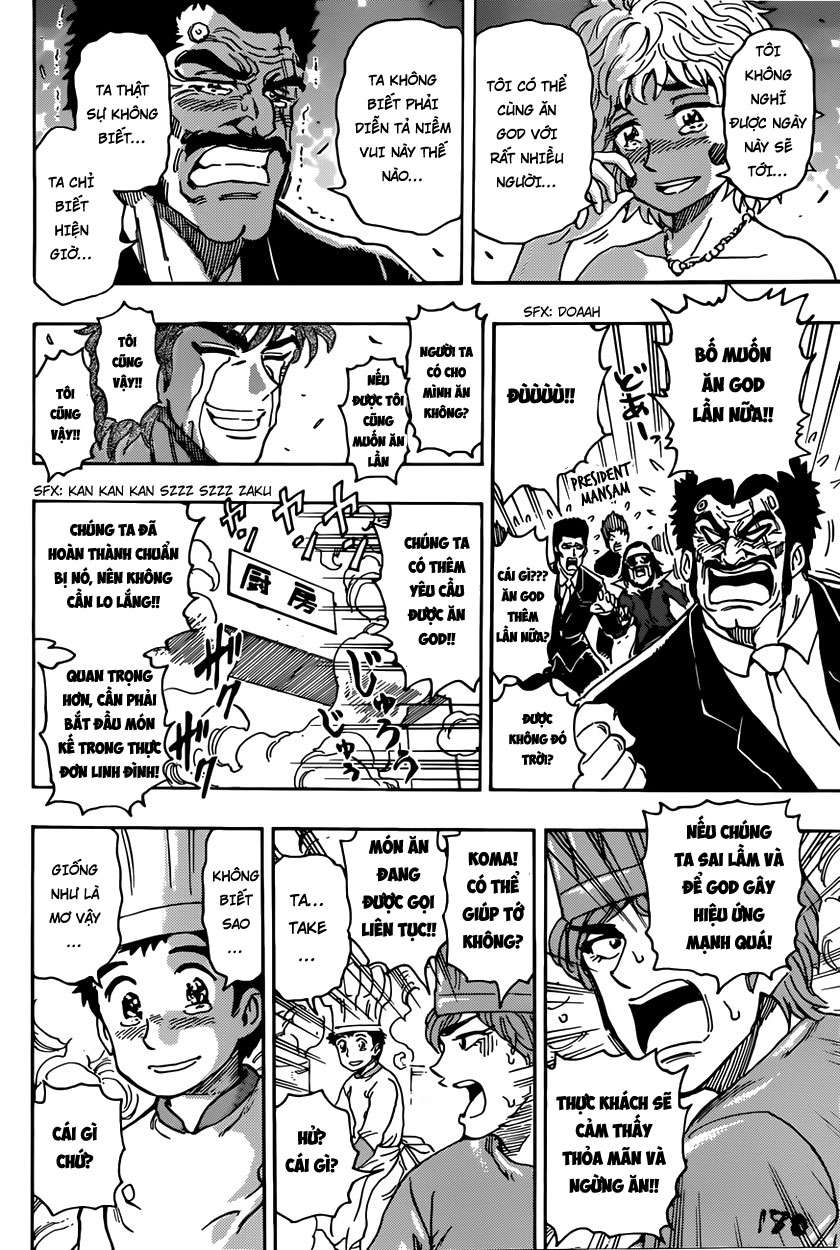 TÔI
KHÔNG
NGHĨ
ĐƯỢC NGÀY
NÀY SẼ
TỚI...
TÔI CÓ THỂ
CÙNG ĂN
GOD VỚI
RẤT NHIỀU
NGƯỜI...
TA KHÔNG
BIẾT PHẢI
DIỄN TẢ NIỀM
VUI NÀY THẾ
NÀO...
TA THẬT
SỰ KHÔNG
BIẾT...
TA CHỈ
BIẾT
HIỆN
GIỜ...
SFX: DOAAH
BỐ MUỐN
ĂN GOD
LẦN NỮA!!
どあー
ĐÙÙÙÙ!!
PRESIDENT
MANSAM
CÁI GÌ???
ĂN GOD
THÊM
LẦN NỮA?
ĐƯỢC
KHÔNG ĐÓ
TRỜI?
NGƯỜI TA
CÓ CHO
MÌNH ĂN
KHÔNG?
NẾU
ĐƯỢC TÔI
CŨNG
MUỐN ĂN
LẦN
TÔI
CŨNG
VẬY!!
TÔI
CŨNG
VẬY!!
SFX: KAN KAN KAN SZZZ SZZZ ZAKU
CHÚNG TA
CÓ THÊM
YÊU CẦU
ĐƯỢC ĂN
GOD!!
厨房
CHÚNG TA ĐÃ
HOÀN THÀNH CHUẨN
BỊ NÓ, NÊN KHÔNG
CẦN LO LẮNG!!
QUAN TRỌNG
HƠN, CẦN PHẢI
BẮT ĐẦU MÓN
KẾ TRONG THỰC
ĐƠN LINH ĐÌNH!
NẾU CHÚNG
TA SAI LẦM VÀ
ĐỂ GOD GÂY
HIỆU ỨNG
MẠNH QUÁ!
THỰC KHÁCH SẼ
CẢM THẤY
THỎA MÃN VÀ
NGỪNG ĂN!!
KOMA!
CÓ THỂ
GIÚP TỚ
KHÔNG?
MÓN ĂN
ĐANG
ĐƯỢC GỌI
LIÊN TỤC!!
TA...
TAKE
...
HỬ?
CÁI GÌ?
KHÔNG
BIẾT
SAO
...
GIỐNG
NHƯ LÀ
MƠ VẬY
...
CÁI GÌ
CHỨ?
180